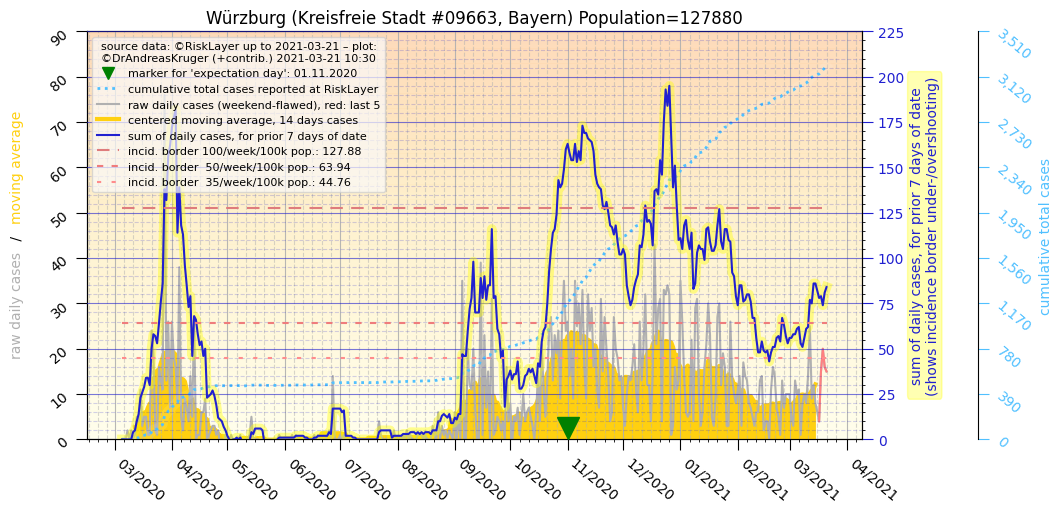 Würzburg (Kreisfreie Stadt #09663, Bayern) Population=127880
source data: ©RiskLayer up to 2021-03-21 – plot:
©DrAndreasKruger (+contrib.) 2021-03-21 10:30
marker for 'expectation day': 01.11.2020
cumulative total cases reported at RiskLayer
raw daily cases (weekend-flawed), red: last 5
centered moving average, 14 days cases
sum of daily cases, for prior 7 days of date
incid. border 100/week/100k pop.: 127.88
incid. border  50/week/100k pop.: 63.94
incid. border  35/week/100k pop.: 44.76
raw daily cases / moving average
90
80
70
60
50
40
30
20
10
0
03/2020
04/2020
05/2020
06/2020
07/2020
08/2020
09/2020
10/2020
11/2020
12/2020
01/2021
02/2021
03/2021
04/2021
225
200
175
150
125
100
75
50
25
0
sum of daily cases, for prior 7 days of date
(shows incidence border under-/overshooting)
3,510
3,120
2,730
2,340
1,950
1,560
1,170
780
390
0
cumulative total cases